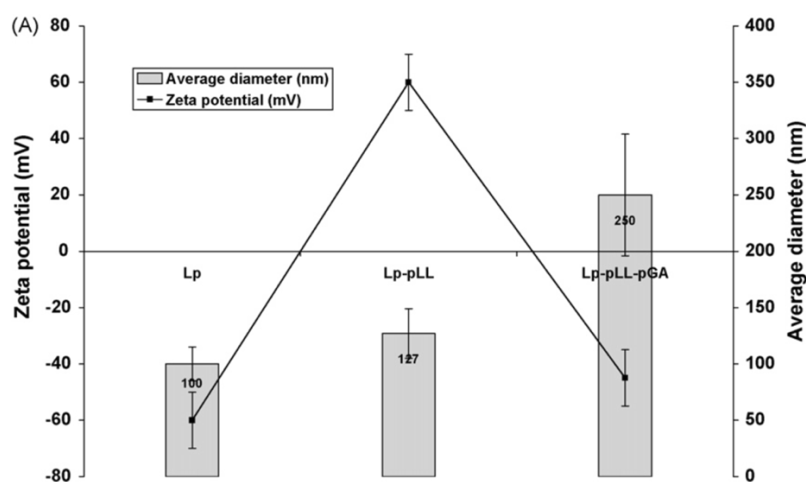 (A)
80
60
40
20
0
-20
-40
-60
-80
Zeta potential (mV)
Average diameter (nm)
Zeta potential (mV)
Lp
Lp-pLL
Lp-pLL-pGA
100
127
250
400
350
300
250
200
150
100
50
0
Average diameter (nm)